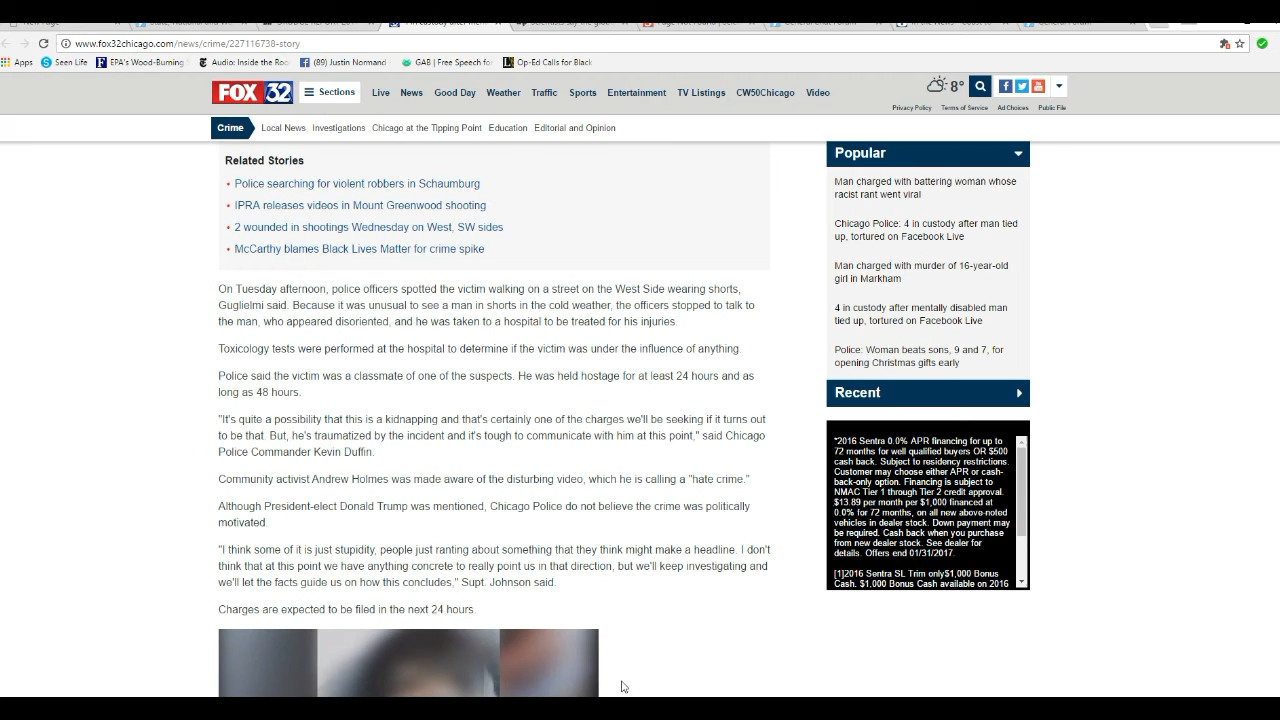 www.fox32chicago.com/news/crime/227116738-story
Apps Seen Life EPA's Wood-Burning Audio: Inside the Roo (89) Justin Normand GAB | Free Speech for Op-Ed Calls for Black
FOX 32 Sections Live News Good Day Weather Traffic Sports Entertainment TV Listings CW50Chicago Video 8°
Privacy Policy Terms of Service Ad Choices Public File
Crime Local News Investigations Chicago at the Tipping Point Education Editorial and Opinion
Related Stories
Police searching for violent robbers in Schaumburg
IPRA releases videos in Mount Greenwood shooting
2 wounded in shootings Wednesday on West, SW sides
McCarthy blames Black Lives Matter for crime spike
On Tuesday afternoon, police officers spotted the victim walking on a street on the West Side wearing shorts,
Guglielmi said. Because it was unusual to see a man in shorts in the cold weather, the officers stopped to talk to
the man, who appeared disoriented, and he was taken to a hospital to be treated for his injuries.
Toxicology tests were performed at the hospital to determine if the victim was under the influence of anything.
Police said the victim was a classmate of one of the suspects. He was held hostage for at least 24 hours and as
long as 48 hours.
"It's quite a possibility that this is a kidnapping and that's certainly one of the charges we'll be seeking if it turns out
to be that. But, he's traumatized by the incident and it's tough to communicate with him at this point," said Chicago
Police Commander Kevin Duffin.
Community activist Andrew Holmes was made aware of the disturbing video, which he is calling a "hate crime."
Although President-elect Donald Trump was mentioned, Chicago Police do not believe the crime was politically
motivated.
"I think some of it is just stupidity, people just ranting about something that they think might make a headline. I don't
think that at this point we have anything concrete to really point us in that direction, but we'll keep investigating and
we'll let the facts guide us on how this concludes," Supt. Johnson said.
Charges are expected to be filed in the next 24 hours.
Popular
Man charged with battering woman whose
racist rant went viral
Chicago Police: 4 in custody after man tied
up, tortured on Facebook Live
Man charged with murder of 16-year-old
girl in Markham
4 in custody after mentally disabled man
tied up, tortured on Facebook Live
Police: Woman beats sons, 9 and 7, for
opening Christmas gifts early
Recent
*2016 Sentra 0.0% APR financing for up to
72 months for well qualified buyers OR $500
cash back. Subject to residency restrictions.
Customer may choose either APR or cash-
back-only option. Financing is subject to
NMAC Tier 1 through Tier 2 credit approval.
$13.89 per month per $1,000 financed at
0.0% for 72 months, on all new above-noted
vehicles in dealer stock. Down payment may
be required. Cash back when you purchase
from new dealer stock. See dealer for
details. Offers end 01/31/2017.
[1]2016 Sentra SL Trim only$1,000 Bonus
Cash. $1,000 Bonus Cash available on 2016